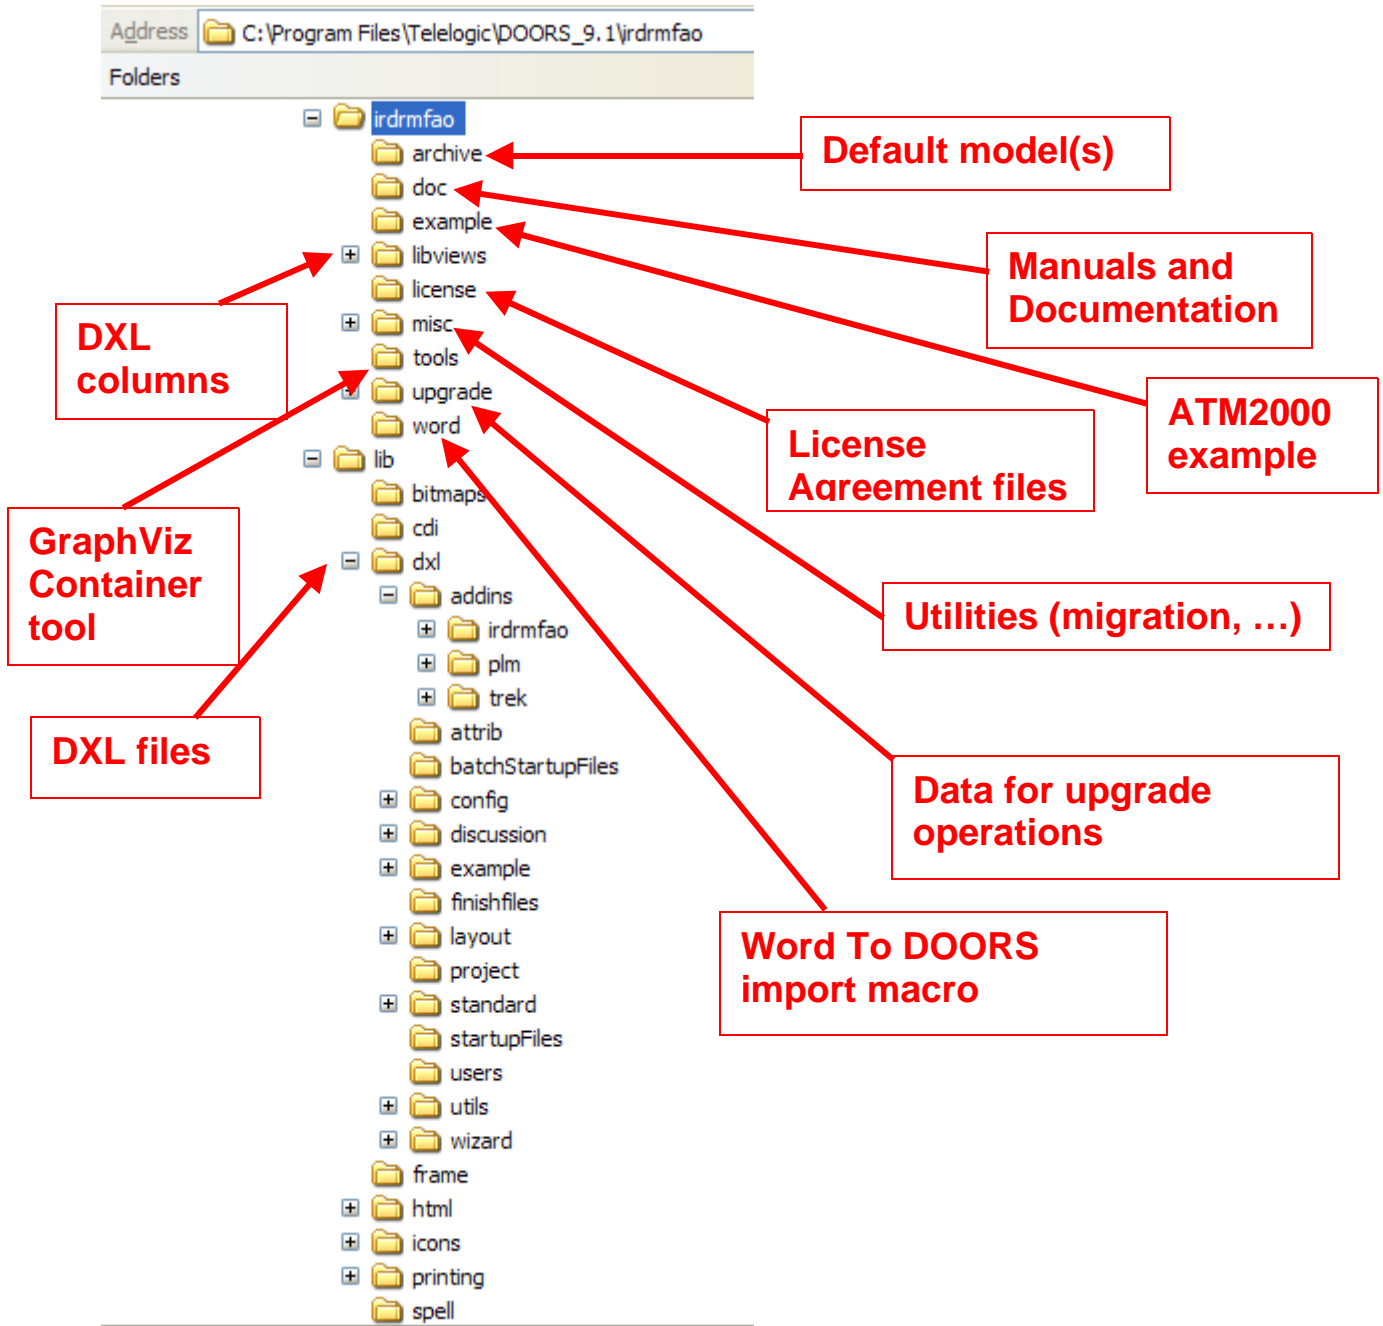 Address C:\Program Files\Telelogic\DOORS_9.1\irdrmfao
Folders
irdrmfao
archive
doc
example
libviews
license
misc
tools
upgrade
word
lib
bitmaps
cdi
dxl
addins
irdrmfao
plm
trek
attrib
batchStartupFiles
config
discussion
example
finishfiles
layout
project
standard
startupFiles
users
utils
wizard
frame
html
icons
printing
spell
Default model(s)
Manuals and
Documentation
DXL
columns
ATM2000
example
License
Agreement files
GraphViz
Container
tool
Utilities (migration, …)
DXL files
Data for upgrade
operations
Word To DOORS
import macro